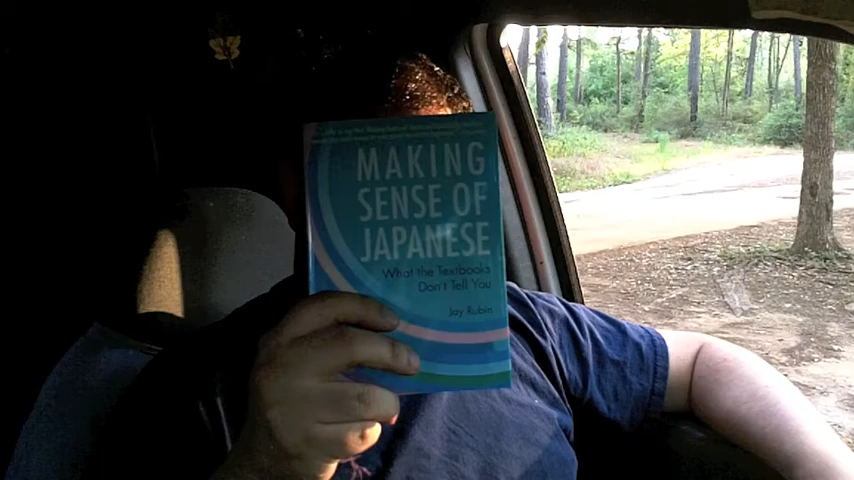 MAKING
SENSE OF
JAPANESE
What the Textbooks
Don't Tell You
Jay Rubin